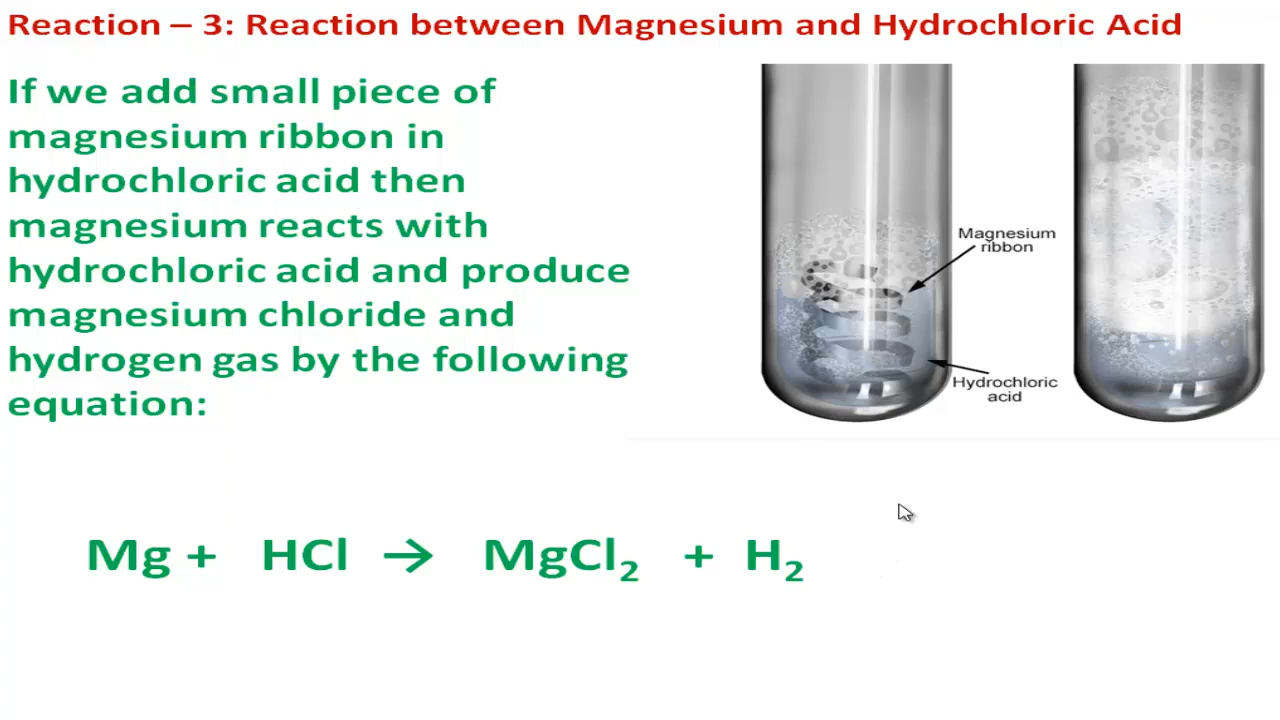 Reaction – 3: Reaction between Magnesium and Hydrochloric Acid
If we add small piece of
magnesium ribbon in
hydrochloric acid then
magnesium reacts with
hydrochloric acid and produce
magnesium chloride and
hydrogen gas by the following
equation:
Magnesium
ribbon
Hydrochloric
acid
Mg + HCl → MgCl₂ + H₂